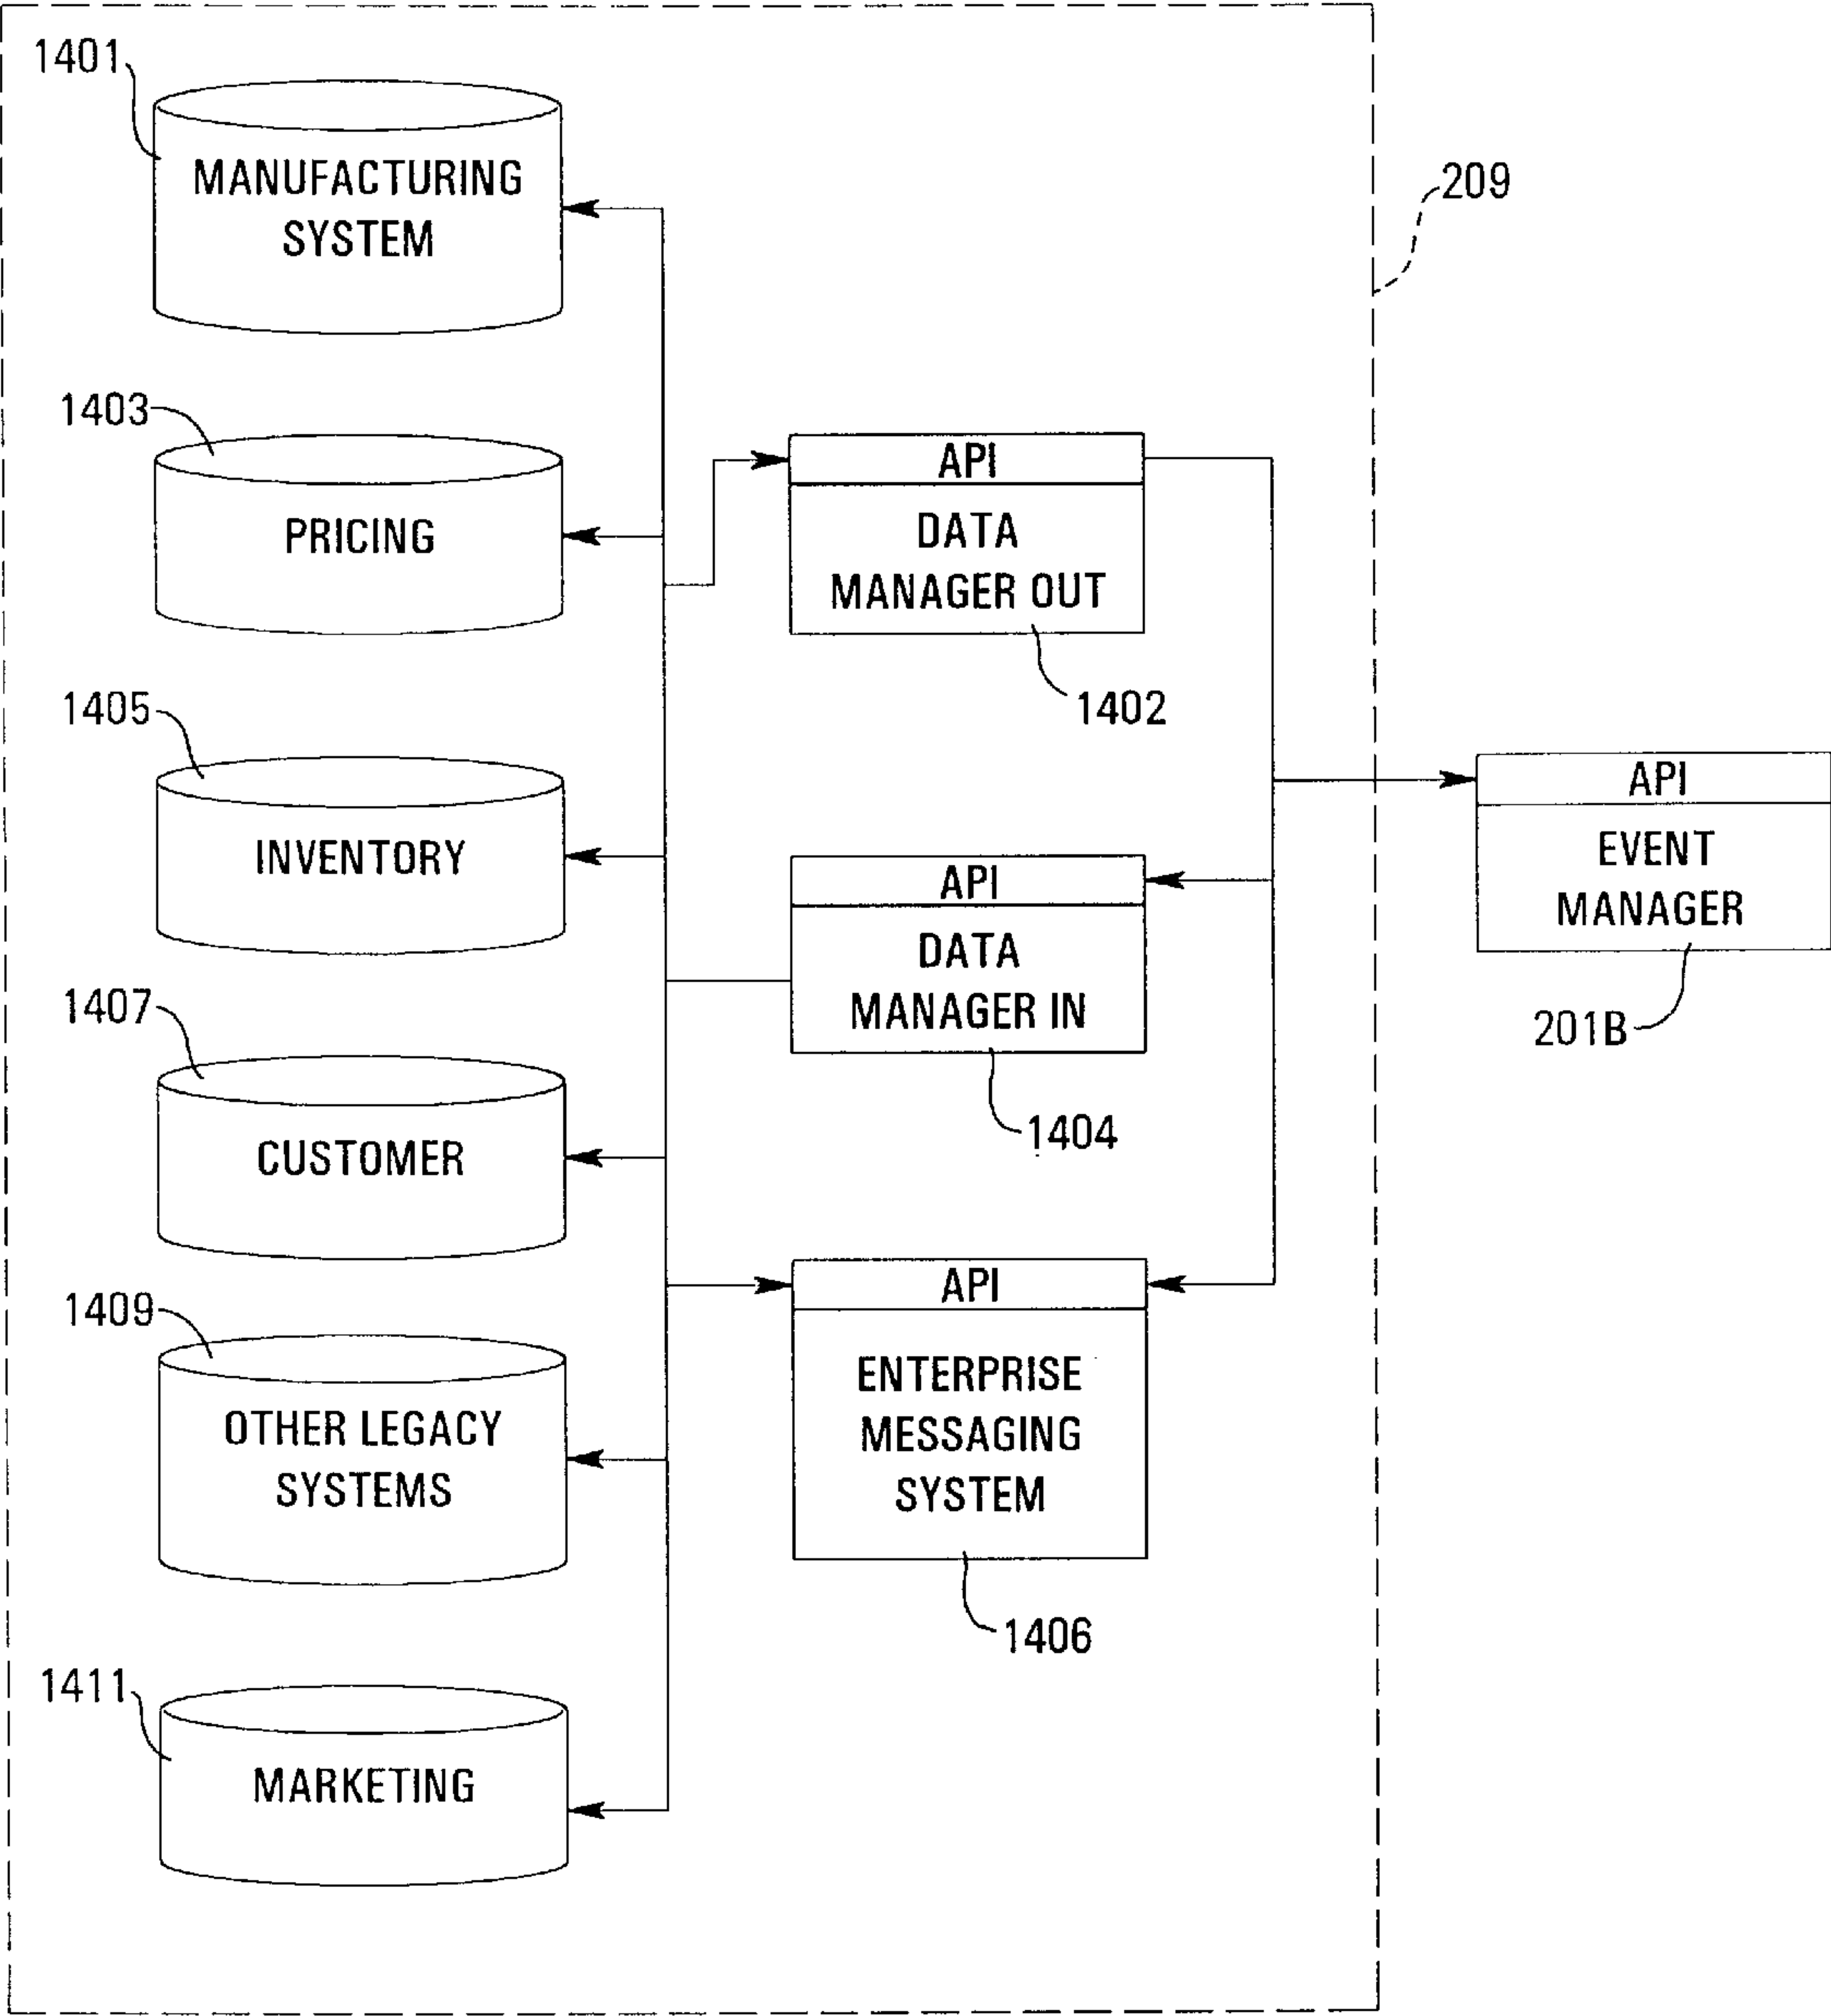 1401
MANUFACTURING
SYSTEM
209
1403
PRICING
API
DATA
MANAGER OUT
1402
1405
INVENTORY
API
EVENT
MANAGER
201B
API
DATA
MANAGER IN
1404
1407
CUSTOMER
API
ENTERPRISE
MESSAGING
SYSTEM
1406
1409
OTHER LEGACY
SYSTEMS
1411
MARKETING